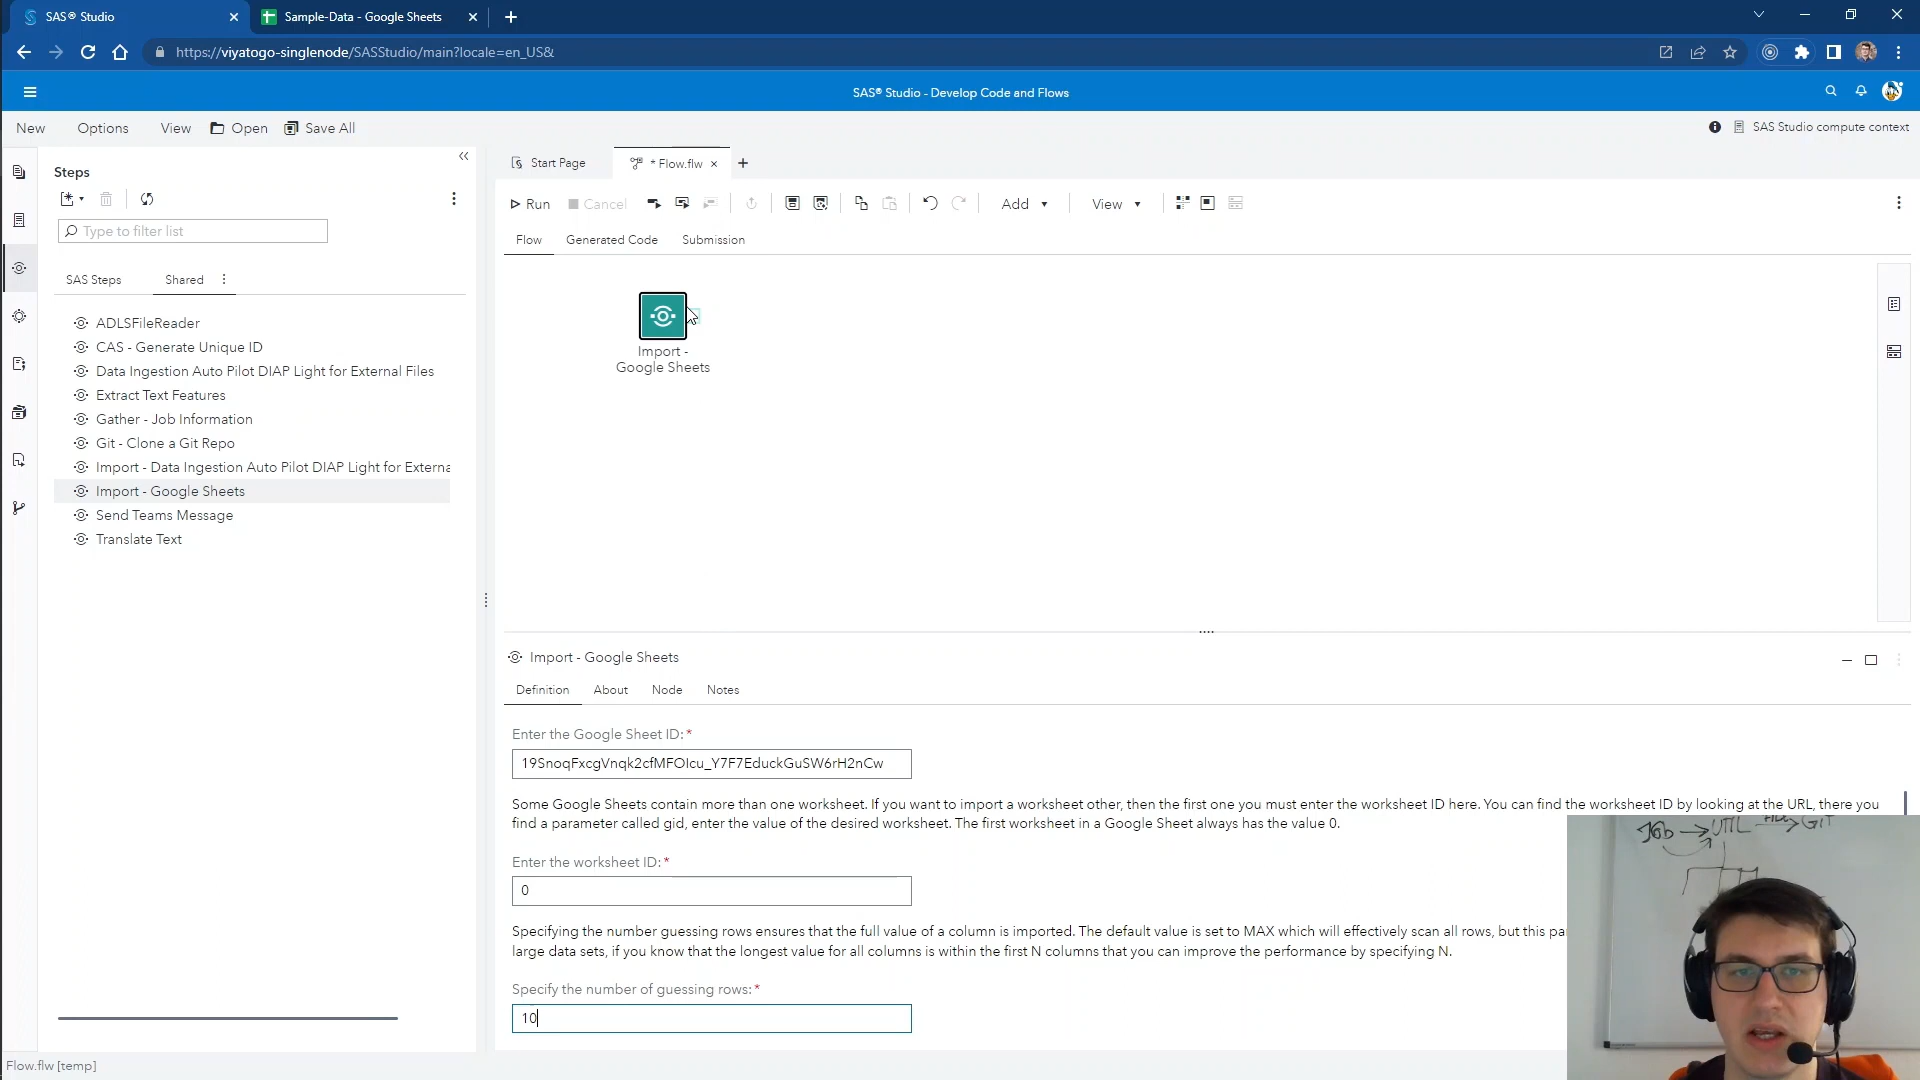 SAS® Studio
Sample-Data - Google Sheets
https://viyatogo-singlenode/SASStudio/main?locale=en_US&
SAS® Studio - Develop Code and Flows
New
Options
View
Open
Save All
SAS Studio compute context
Steps
Type to filter list
SAS Steps
Shared
ADLSFileReader
CAS - Generate Unique ID
Data Ingestion Auto Pilot DIAP Light for External Files
Extract Text Features
Gather - Job Information
Git - Clone a Git Repo
Import - Data Ingestion Auto Pilot DIAP Light for Externa
Import - Google Sheets
Send Teams Message
Translate Text
Start Page
* Flow.flw
Run
Cancel
Add
View
Flow
Generated Code
Submission
Import -
Google Sheets
Import - Google Sheets
Definition
About
Node
Notes
Enter the Google Sheet ID:*
19SnoqFxcgVnqk2cfMFOIcu_Y7F7EduckGuSW6rH2nCw
Some Google Sheets contain more than one worksheet. If you want to import a worksheet other, then the first one you must enter the worksheet ID here. You can find the worksheet ID by looking at the URL, there you
find a parameter called gid, enter the value of the desired worksheet. The first worksheet in a Google Sheet always has the value 0.
Enter the worksheet ID:*
0
Specifying the number guessing rows ensures that the full value of a column is imported. The default value is set to MAX which will effectively scan all rows, but this pa
large data sets, if you know that the longest value for all columns is within the first N columns that you can improve the performance by specifying N.
Specify the number of guessing rows:*
10
Job → UTIL → GIT
Flow.flw [temp]